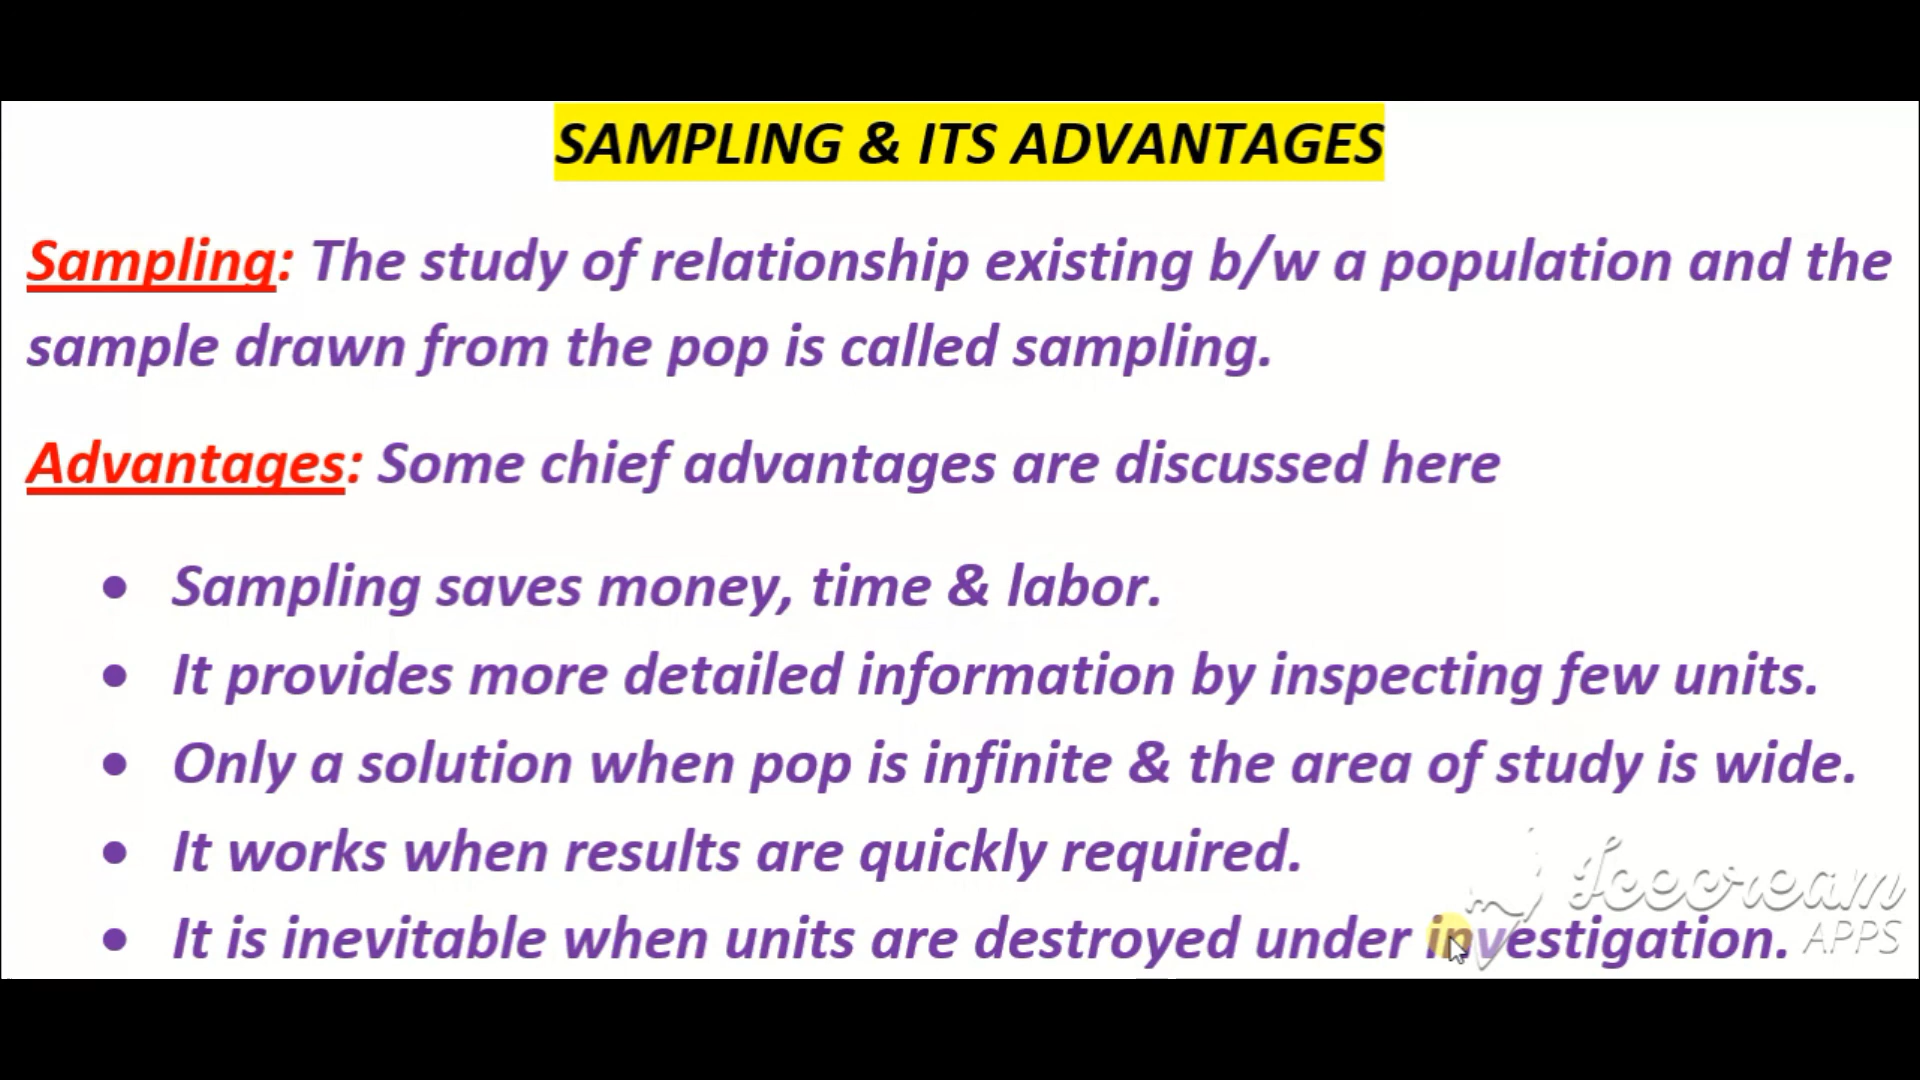 SAMPLING & ITS ADVANTAGES
Sampling: The study of relationship existing b/w a population and the
sample drawn from the pop is called sampling.
Advantages: Some chief advantages are discussed here
• Sampling saves money, time & labor.
• It provides more detailed information by inspecting few units.
• Only a solution when pop is infinite & the area of study is wide.
• It works when results are quickly required.
• It is inevitable when units are destroyed under investigation.
Icecream
APPS